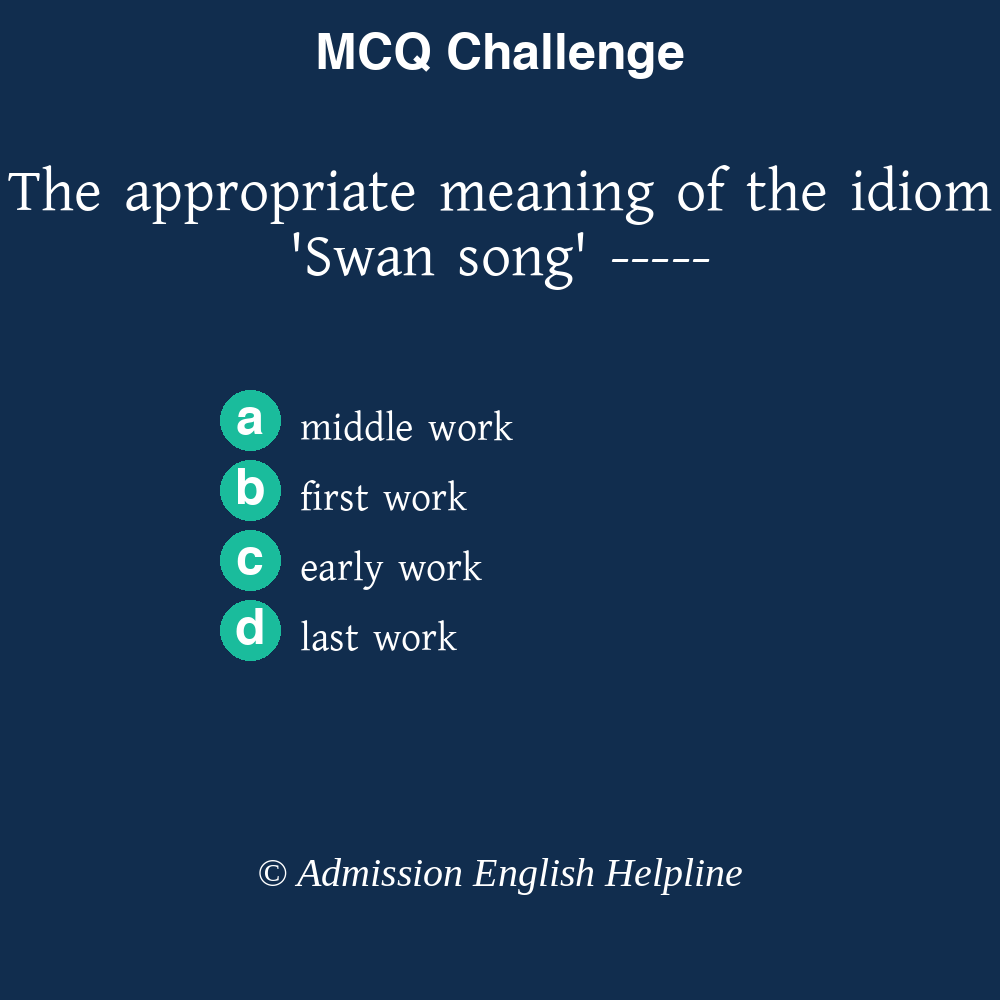 MCQ Challenge
The appropriate meaning of the idiom
'Swan song' -----
a middle work
b first work
c early work
d last work
© Admission English Helpline